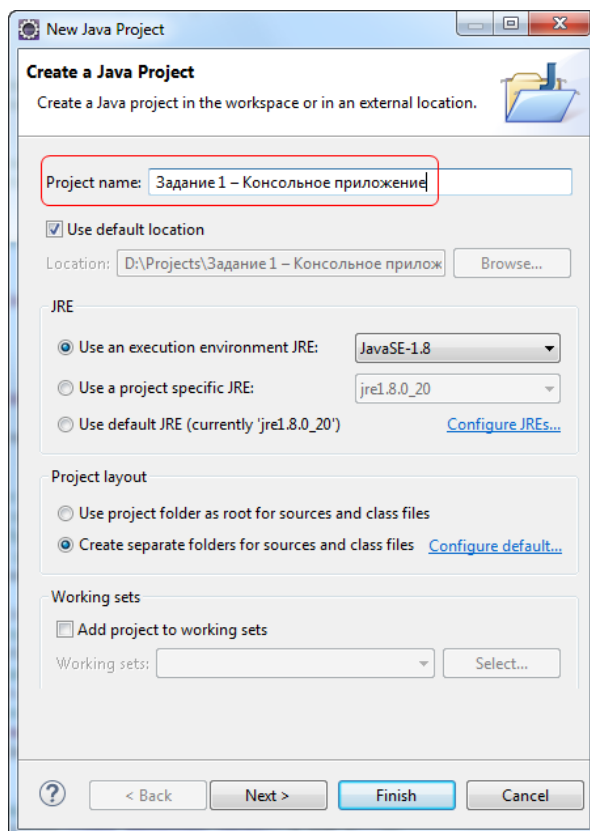 New Java Project
Create a Java Project
Create a Java project in the workspace or in an external location.
Project name: Задание 1 – Консольное приложение
Use default location
Location: D:\Projects\Задание 1 – Консольное прилож Browse...
JRE
Use an execution environment JRE: JavaSE-1.8
Use a project specific JRE: jre1.8.0_20
Use default JRE (currently 'jre1.8.0_20') Configure JREs...
Project layout
Use project folder as root for sources and class files
Create separate folders for sources and class files Configure default...
Working sets
Add project to working sets
Working sets: Select...
? < Back Next > Finish Cancel